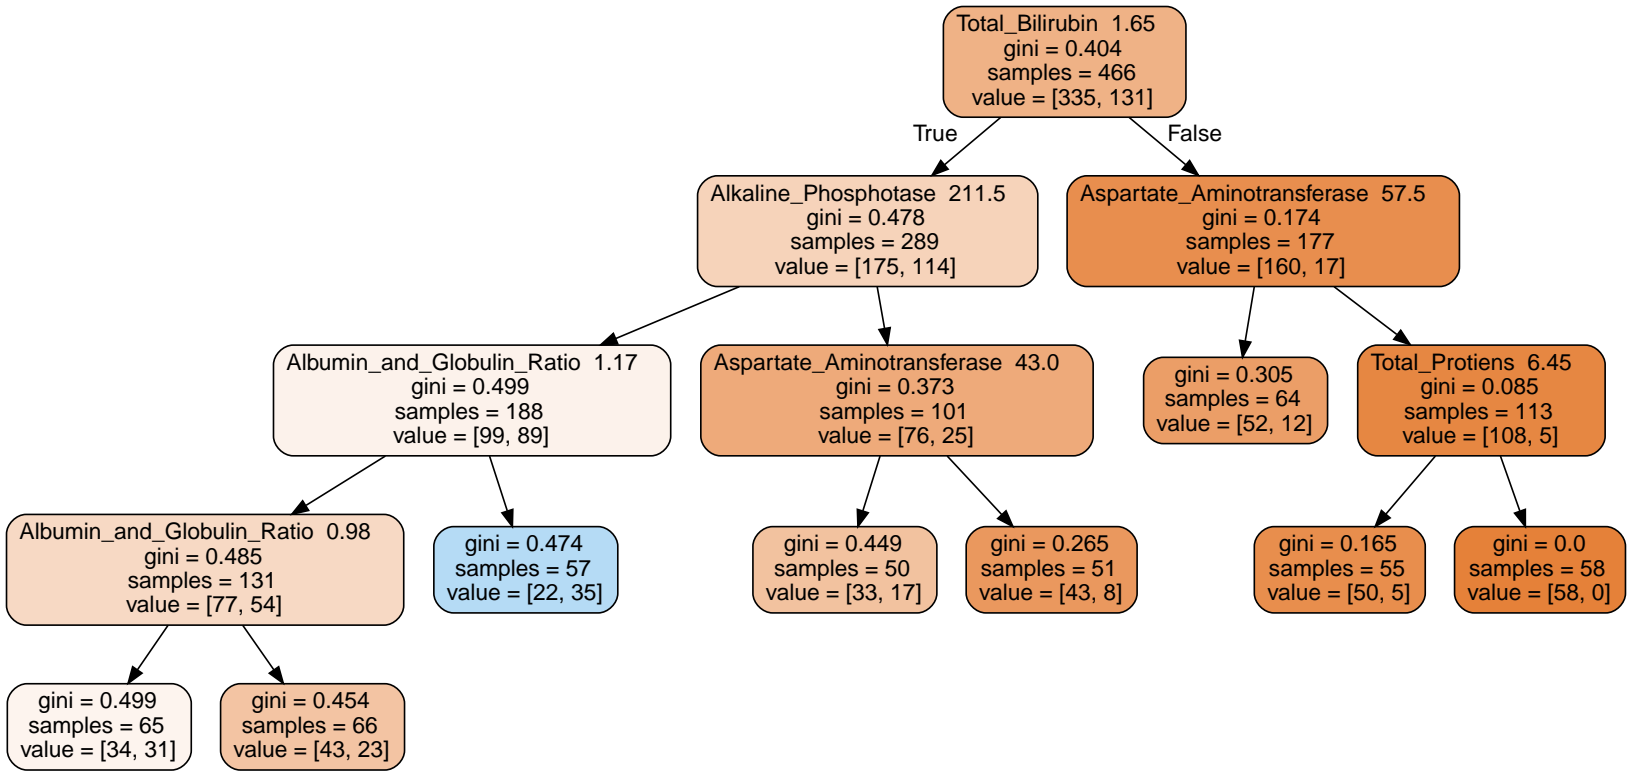 Total_Bilirubin 1.65
gini = 0.404
samples = 466
value = [335, 131]
True
False
Alkaline_Phosphotase 211.5
gini = 0.478
samples = 289
value = [175, 114]
Aspartate_Aminotransferase 57.5
gini = 0.174
samples = 177
value = [160, 17]
Albumin_and_Globulin_Ratio 1.17
gini = 0.499
samples = 188
value = [99, 89]
Aspartate_Aminotransferase 43.0
gini = 0.373
samples = 101
value = [76, 25]
gini = 0.305
samples = 64
value = [52, 12]
Total_Protiens 6.45
gini = 0.085
samples = 113
value = [108, 5]
Albumin_and_Globulin_Ratio 0.98
gini = 0.485
samples = 131
value = [77, 54]
gini = 0.474
samples = 57
value = [22, 35]
gini = 0.449
samples = 50
value = [33, 17]
gini = 0.265
samples = 51
value = [43, 8]
gini = 0.165
samples = 55
value = [50, 5]
gini = 0.0
samples = 58
value = [58, 0]
gini = 0.499
samples = 65
value = [34, 31]
gini = 0.454
samples = 66
value = [43, 23]